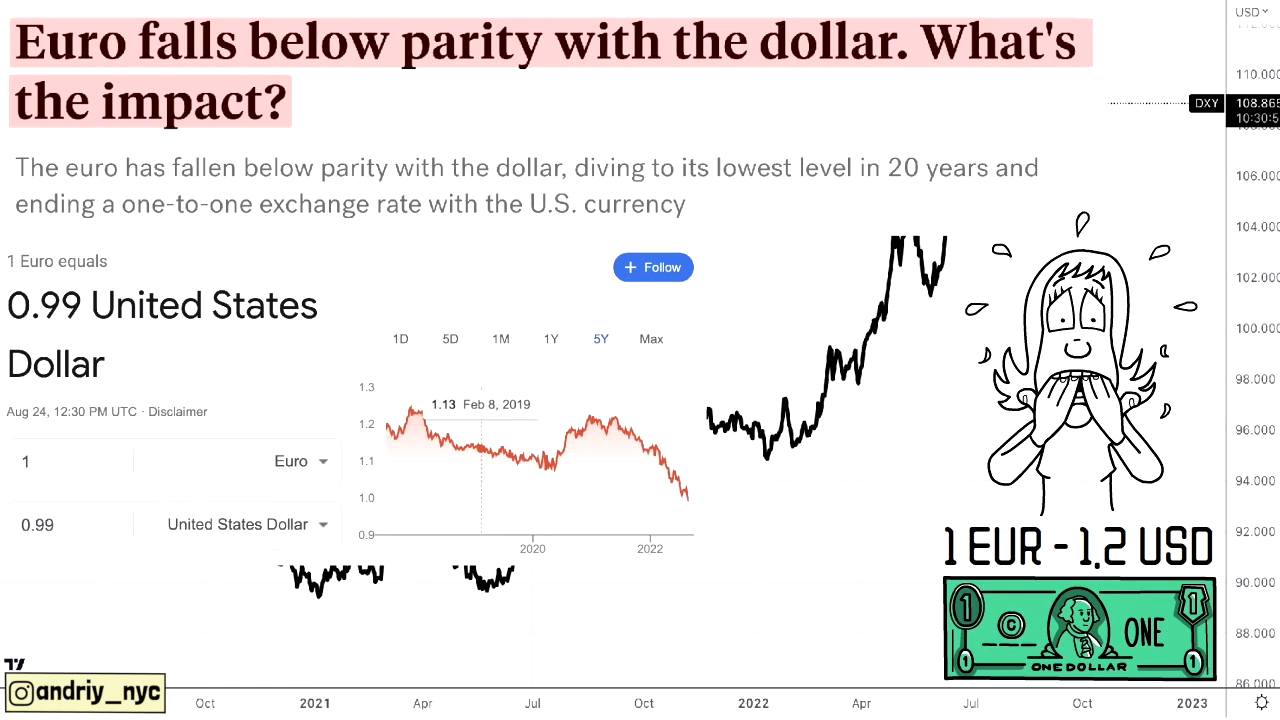 Euro falls below parity with the dollar. What's
the impact?
The euro has fallen below parity with the dollar, diving to its lowest level in 20 years and
ending a one-to-one exchange rate with the U.S. currency
1 Euro equals
+ Follow
0.99 United States
Dollar
Aug 24, 12:30 PM UTC · Disclaimer
1 Euro
0.99 United States Dollar
1D 5D 1M 1Y 5Y Max
1.13 Feb 8, 2019
1.3
1.2
1.1
1.0
0.9
2020 2022
USD
110.000
DXY 108.86
10:30:5
106.000
104.000
102.000
100.000
98.000
96.000
94.000
92.000
90.000
88.000
86.000
1 EUR - 1,2 USD
1 1
C ONE
1 ONE DOLLAR 1
andriy_nyc
Oct 2021 Apr Jul Oct 2022 Apr Jul Oct 2023